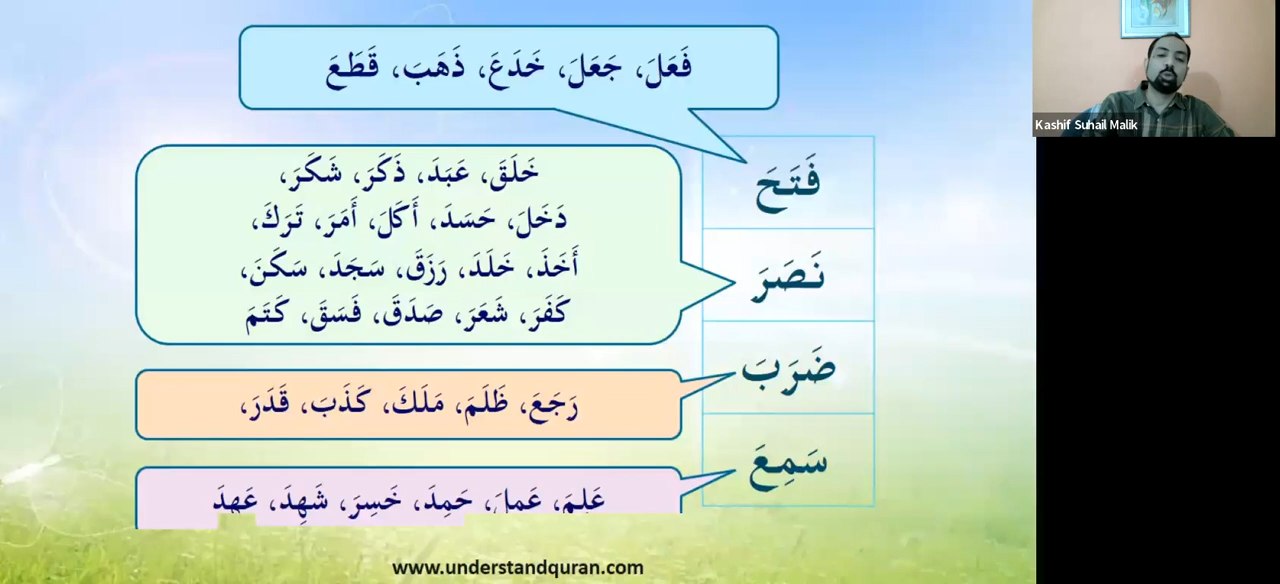 فَعَلَ، جَعَلَ، خَدَعَ، ذَهَبَ، قَطَعَ
فَتَحَ
خَلَقَ، عَبَدَ، ذَكَرَ، شَكَرَ،
دَخَلَ، حَسَدَ، أَكَلَ، أَمَرَ، تَرَكَ،
أَخَذَ، خَلَدَ، رَزَقَ، سَجَدَ، سَكَنَ،
كَفَرَ، شَعَرَ، صَدَقَ، فَسَقَ، كَتَمَ
نَصَرَ
رَجَعَ، ظَلَمَ، مَلَكَ، كَذَبَ، قَدَرَ،
ضَرَبَ
عَلِمَ، عَمِلَ، حَمِدَ، خَسِرَ، شَهِدَ، عَهِدَ
سَمِعَ
www.understandquran.com
Kashif Suhail Malik